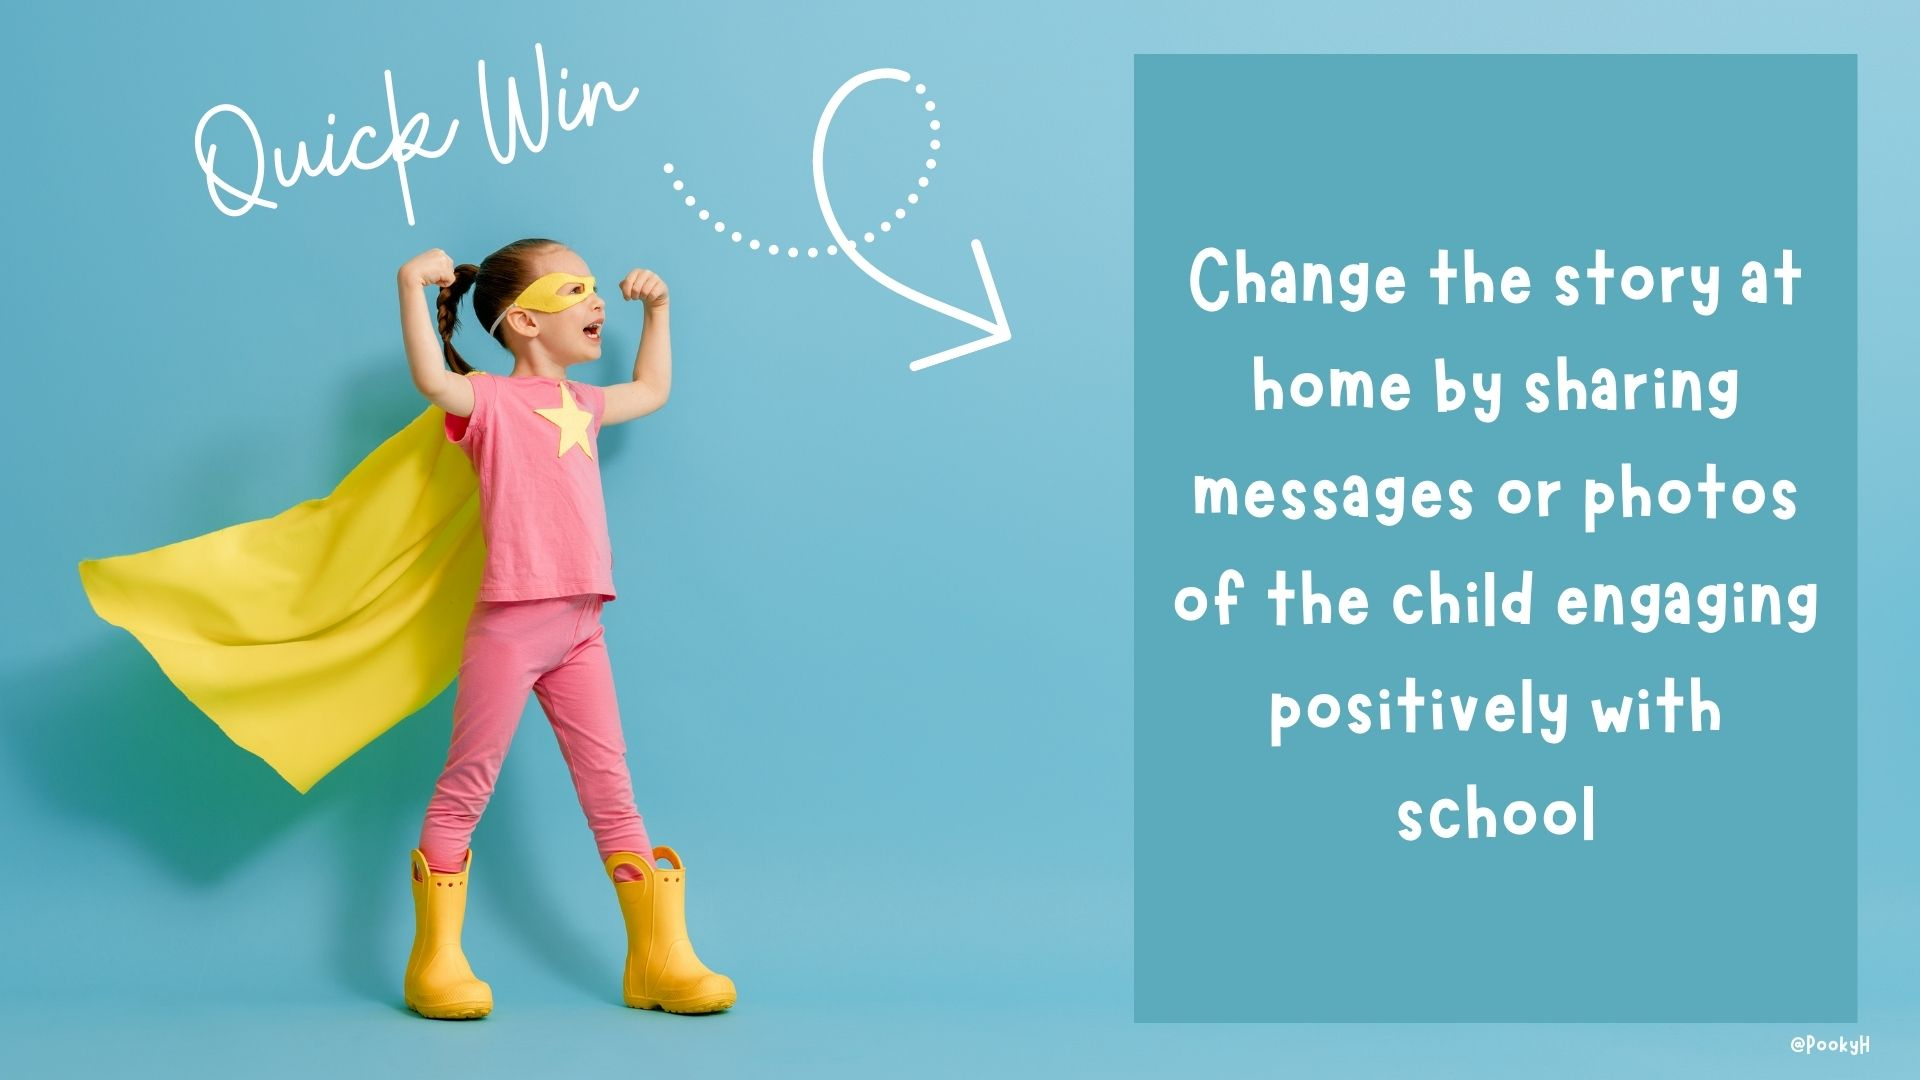 Quick Win
Change the story at
home by sharing
messages or photos
of the child engaging
positively with
school
@PookyH